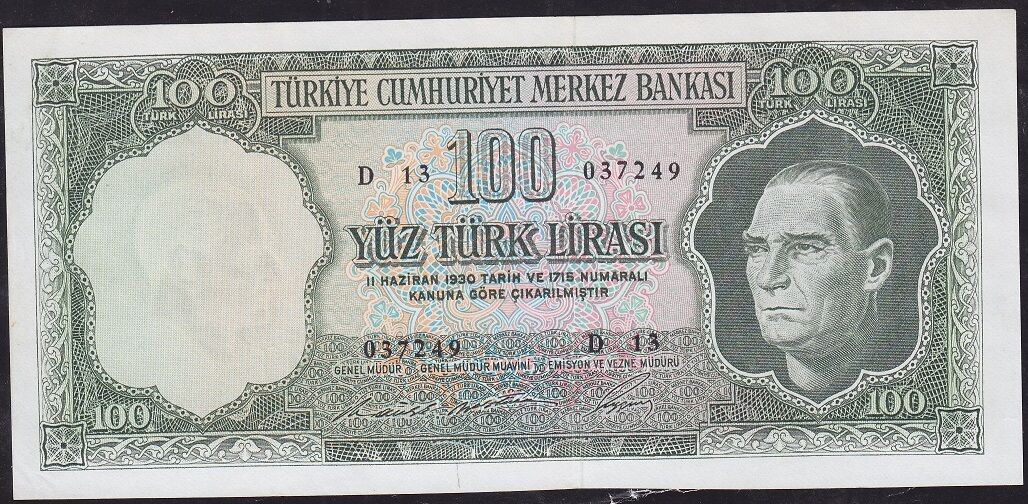 100
TÜRK LİRASI
TÜRKİYE CUMHURİYET MERKEZ BANKASI
100
TÜRK LİRASI
D 13
100
037249
YÜZ TÜRK LİRASI
11 HAZİRAN 1930 TARİH VE 1715 NUMARALI
KANUNA GÖRE ÇIKARILMIŞTIR
037249
D 13
GENEL MÜDÜR
GENEL MÜDÜR MUAVİNİ
EMİSYON VE VEZNE MÜDÜRÜ
100
100